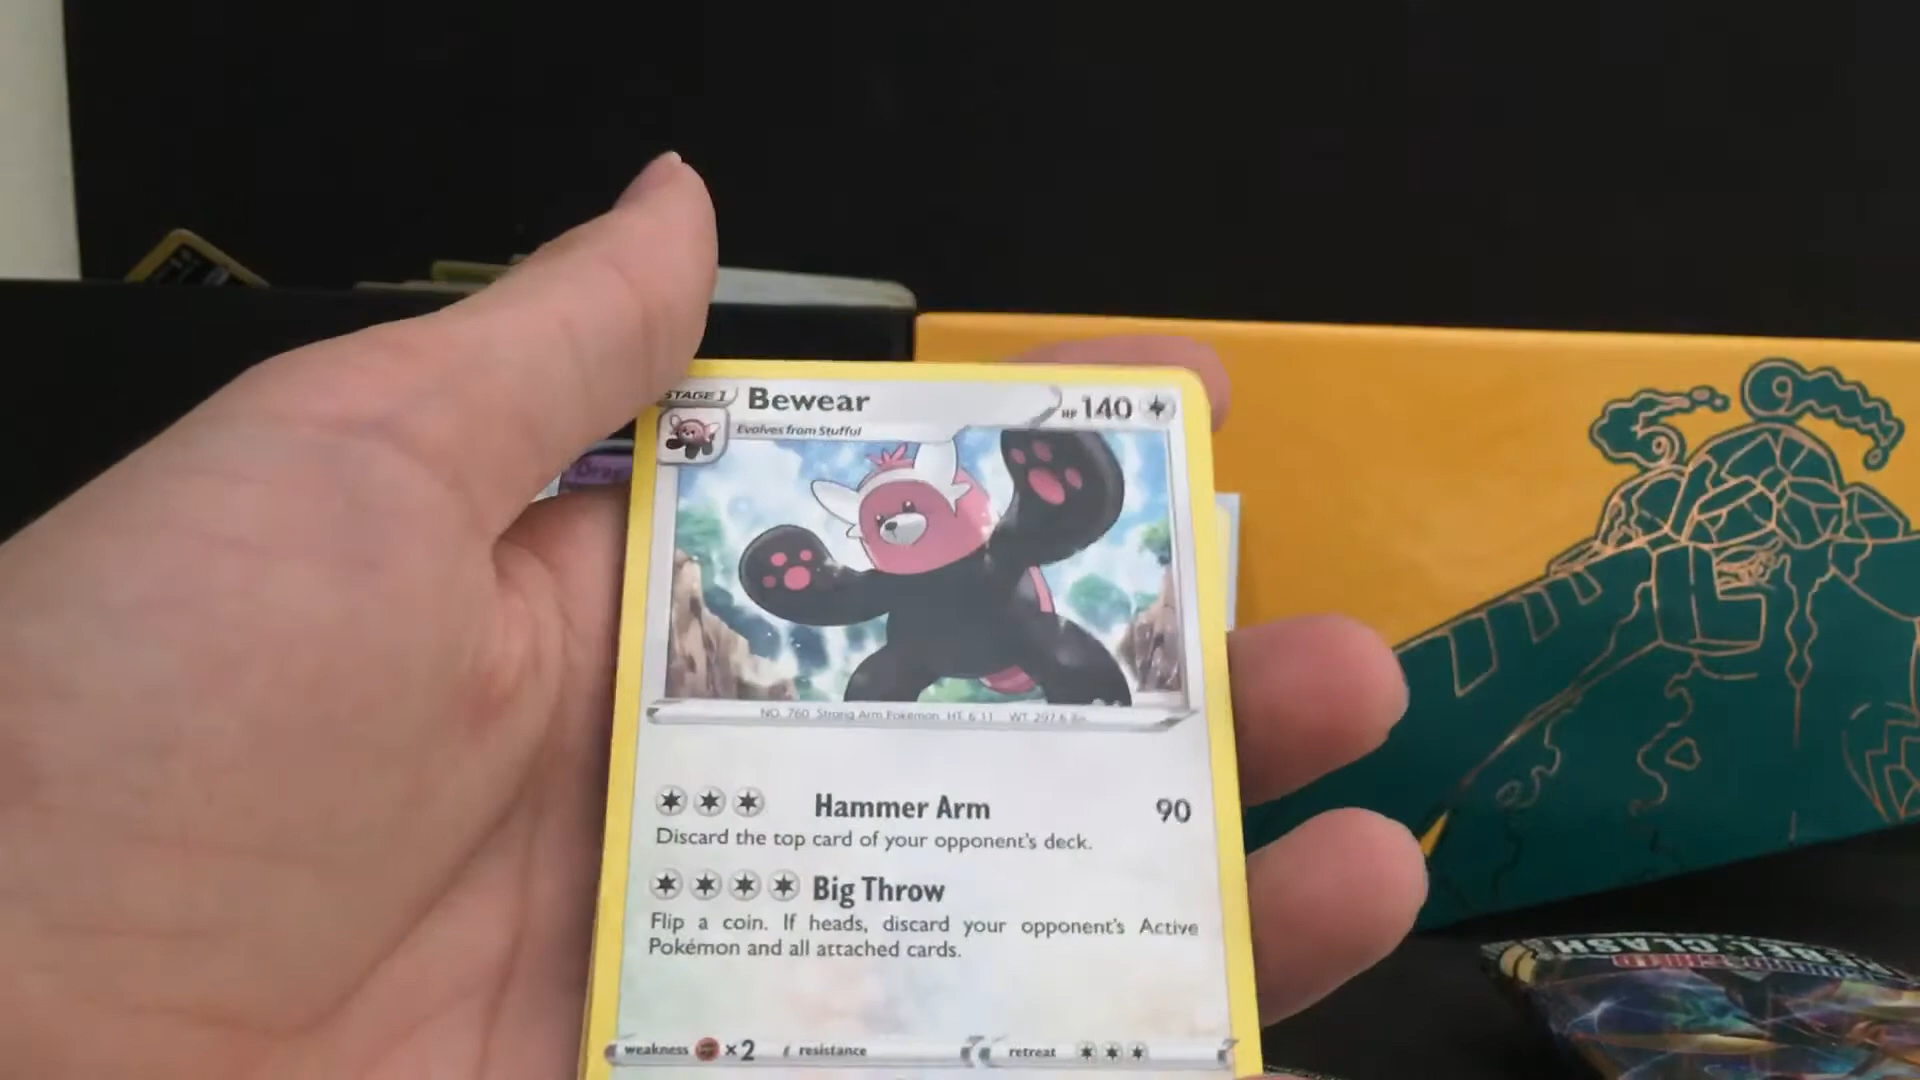 STAGE 1 Bewear HP 140
Evolves from Stufful
NO. 760 Strong Arm Pokémon HT. 6'11" WT. 297.6 lbs.
Hammer Arm 90
Discard the top card of your opponent's deck.
Big Throw
Flip a coin. If heads, discard your opponent's Active
Pokémon and all attached cards.
weakness ×2 resistance retreat
REBEL CLASH